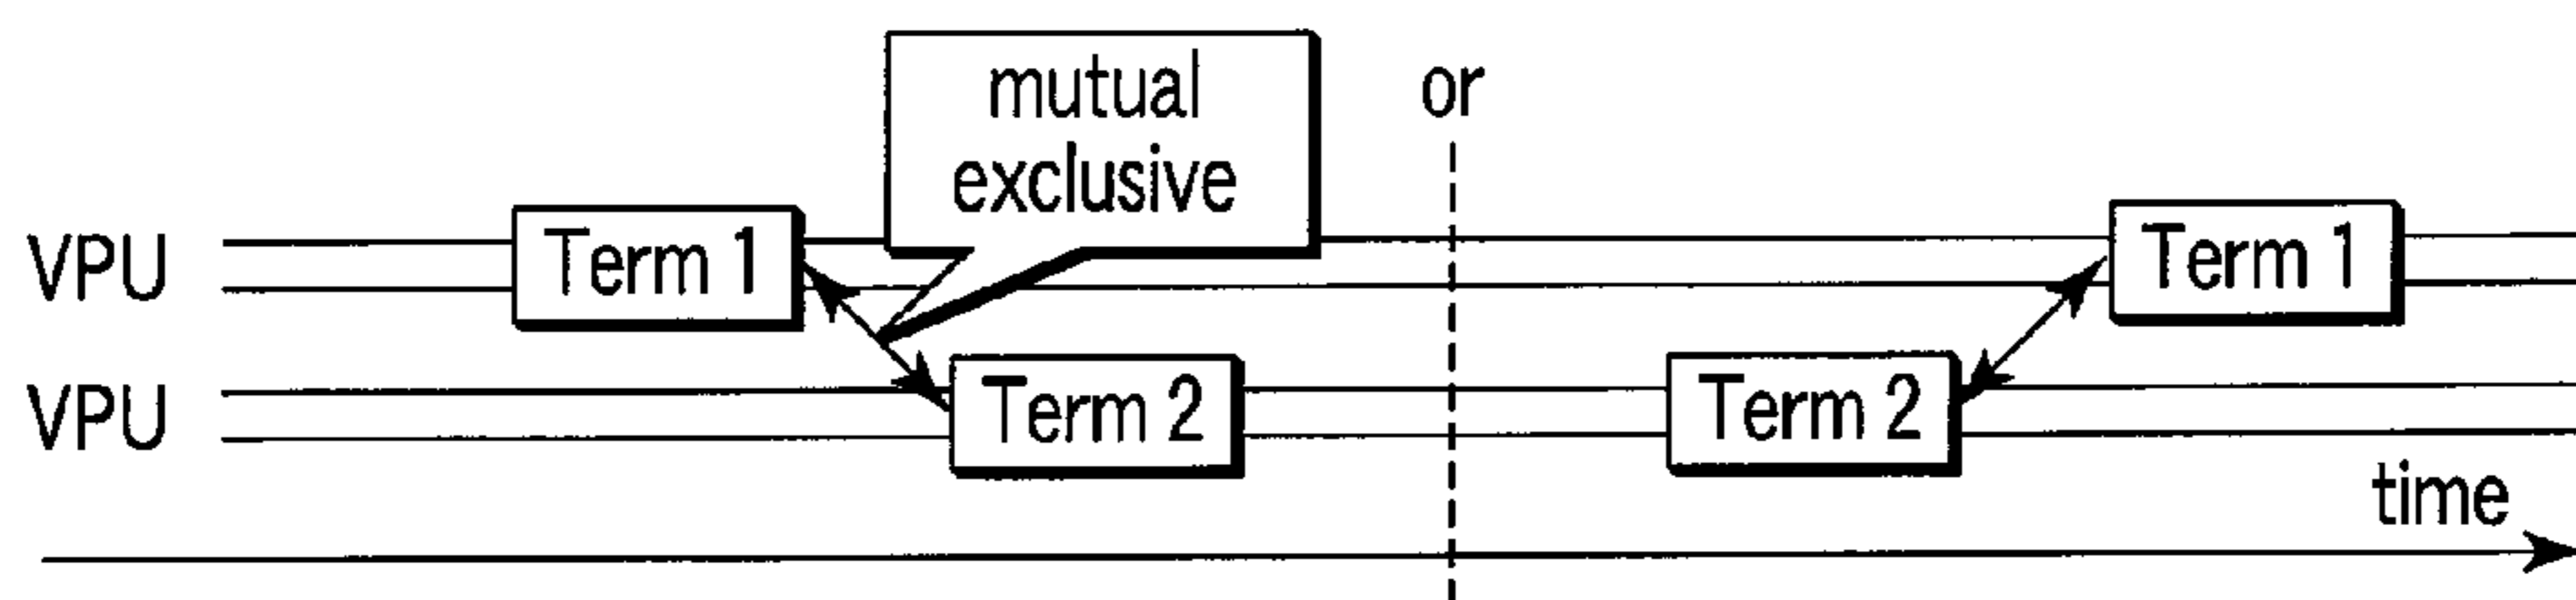 mutual
exclusive
or
VPU
Term 1
Term 1
VPU
Term 2
Term 2
time